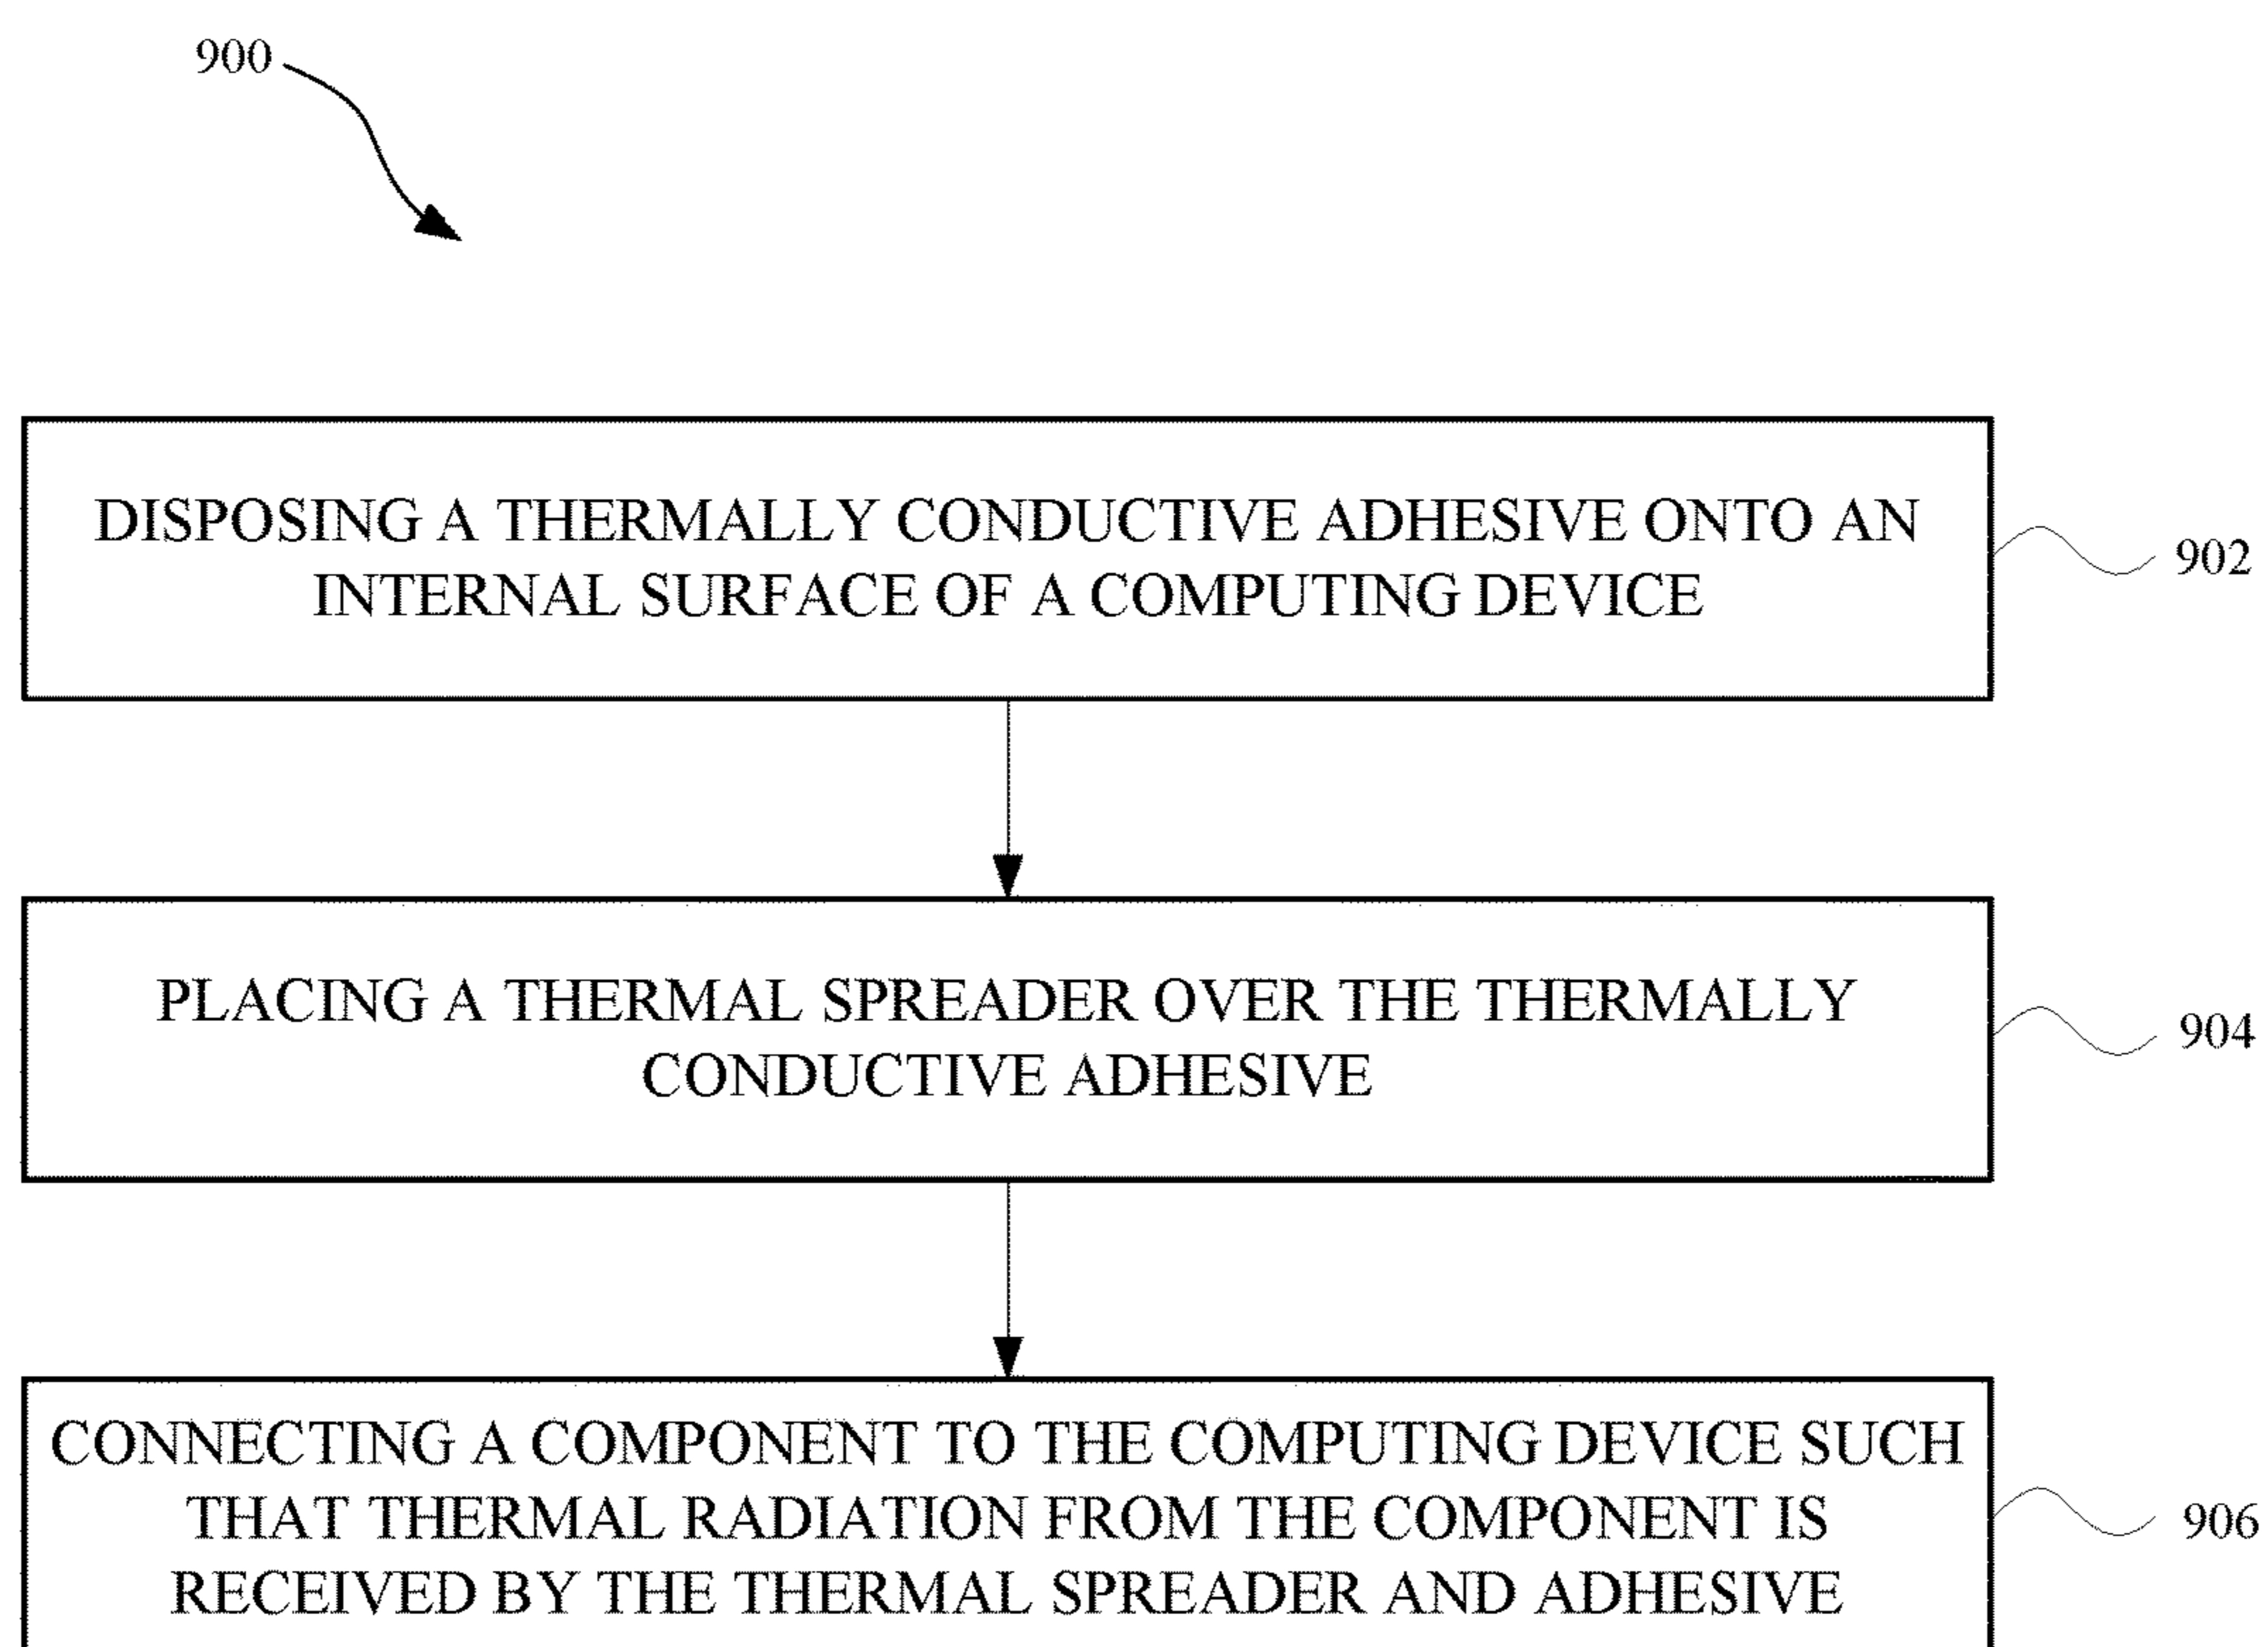 900
DISPOSING A THERMALLY CONDUCTIVE ADHESIVE ONTO AN
INTERNAL SURFACE OF A COMPUTING DEVICE
902
PLACING A THERMAL SPREADER OVER THE THERMALLY
CONDUCTIVE ADHESIVE
904
CONNECTING A COMPONENT TO THE COMPUTING DEVICE SUCH
THAT THERMAL RADIATION FROM THE COMPONENT IS
RECEIVED BY THE THERMAL SPREADER AND ADHESIVE
906